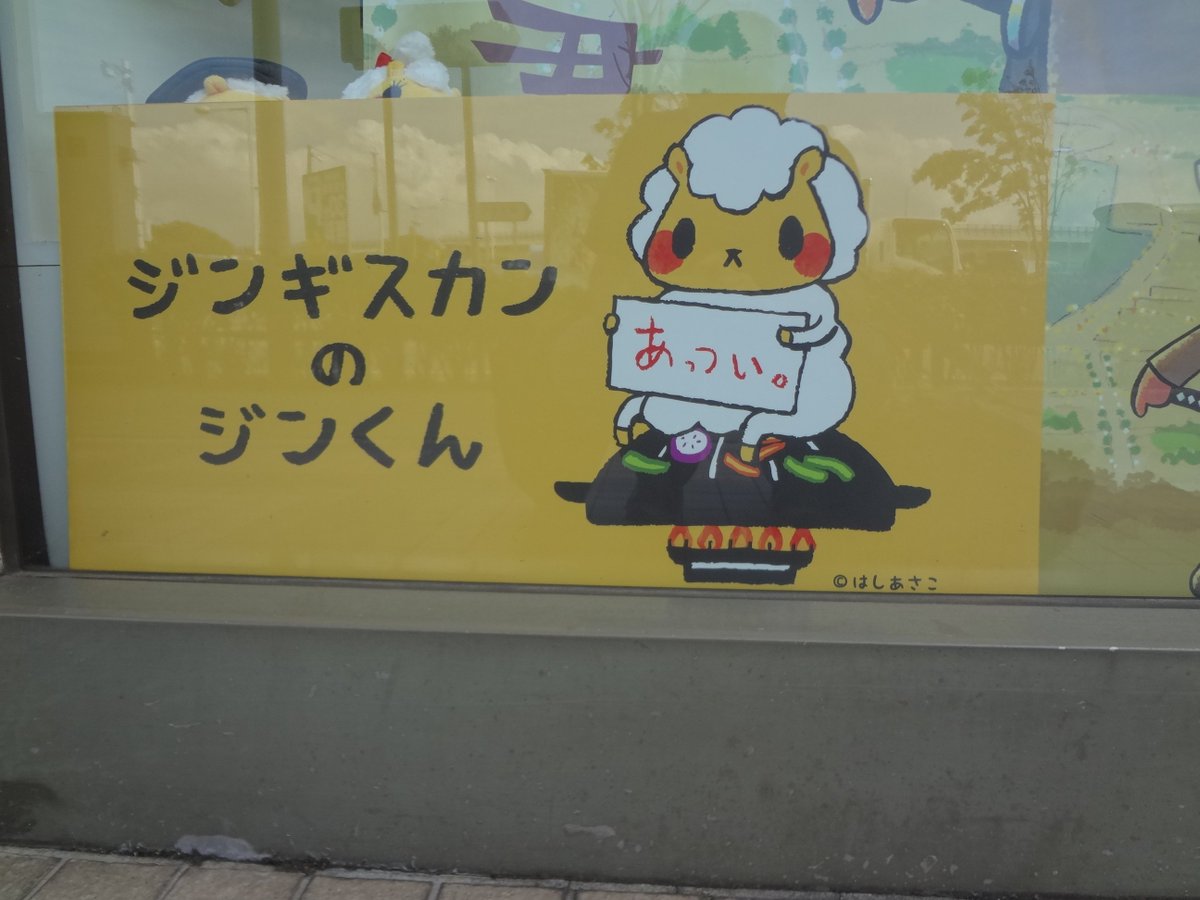 ジンギスカン
の
ジンくん
あっつい。
©はしあさこ